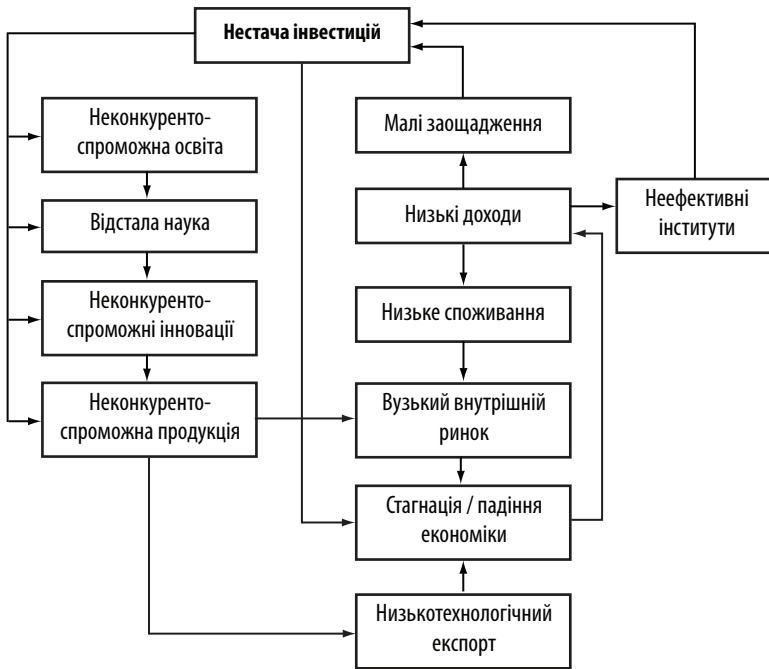 Нестача інвестицій
Неконкуренто-
спроможна освіта
Відстала наука
Неконкуренто-
спроможні інновації
Неконкуренто-
спроможна продукція
Малі заощадження
Низькі доходи
Неефективні
інститути
Низьке споживання
Вузький внутрішній
ринок
Стагнація / падіння
економіки
Низькотехнологічний
експорт